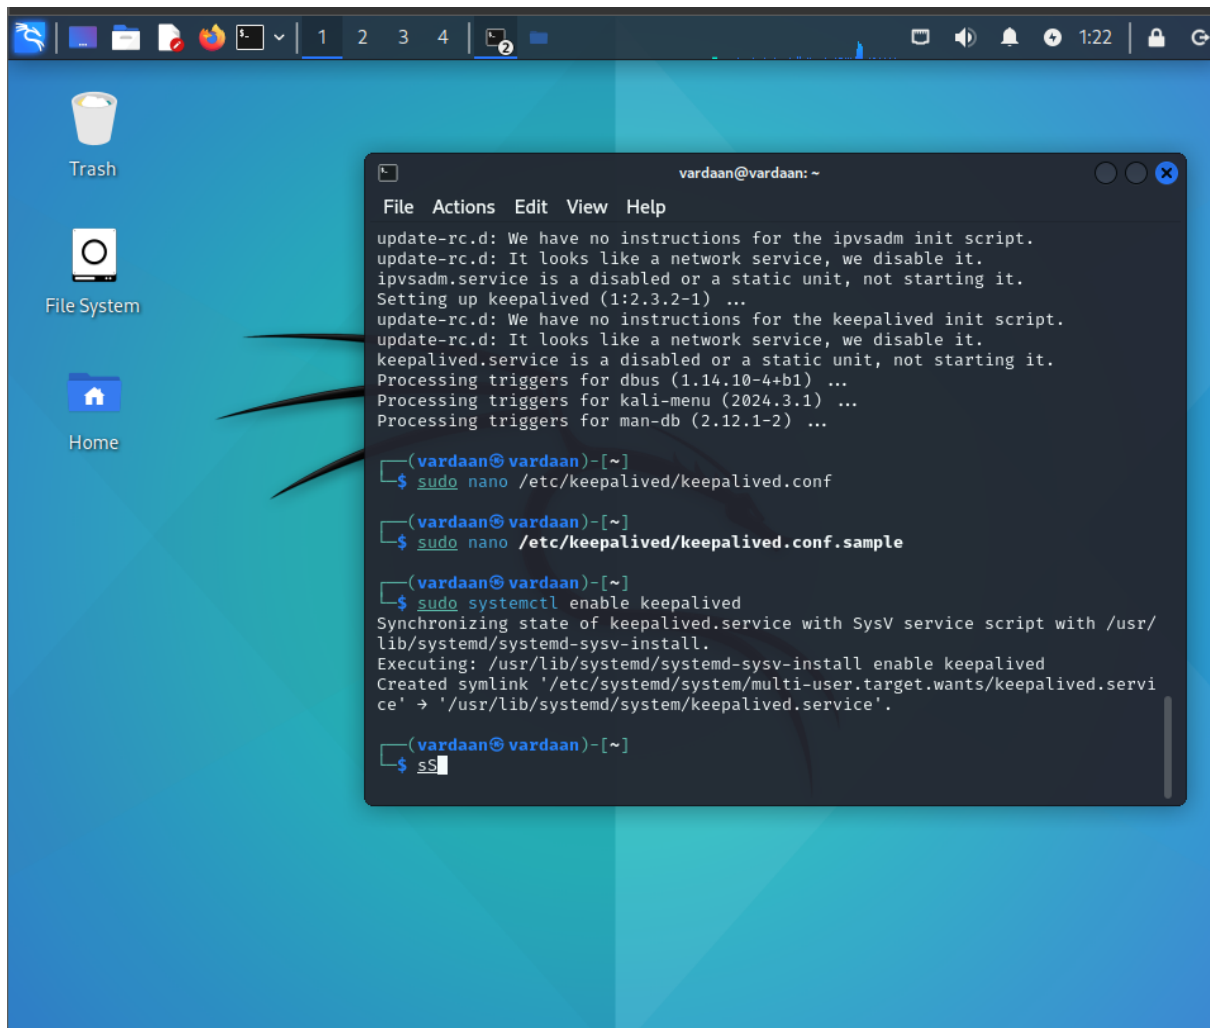 1 2 3 4 2 1:22
Trash
File System
Home
vardaan@vardaan: ~
File Actions Edit View Help
update-rc.d: We have no instructions for the ipvsadm init script.
update-rc.d: It looks like a network service, we disable it.
ipvsadm.service is a disabled or a static unit, not starting it.
Setting up keepalived (1:2.3.2-1) ...
update-rc.d: We have no instructions for the keepalived init script.
update-rc.d: It looks like a network service, we disable it.
keepalived.service is a disabled or a static unit, not starting it.
Processing triggers for dbus (1.14.10-4+b1) ...
Processing triggers for kali-menu (2024.3.1) ...
Processing triggers for man-db (2.12.1-2) ...
┌──(vardaan㉿vardaan)-[~]
└─$ sudo nano /etc/keepalived/keepalived.conf
┌──(vardaan㉿vardaan)-[~]
└─$ sudo nano /etc/keepalived/keepalived.conf.sample
┌──(vardaan㉿vardaan)-[~]
└─$ sudo systemctl enable keepalived
Synchronizing state of keepalived.service with SysV service script with /usr/
lib/systemd/systemd-sysv-install.
Executing: /usr/lib/systemd/systemd-sysv-install enable keepalived
Created symlink '/etc/systemd/system/multi-user.target.wants/keepalived.servi
ce' → '/usr/lib/systemd/system/keepalived.service'.
┌──(vardaan㉿vardaan)-[~]
└─$ sS